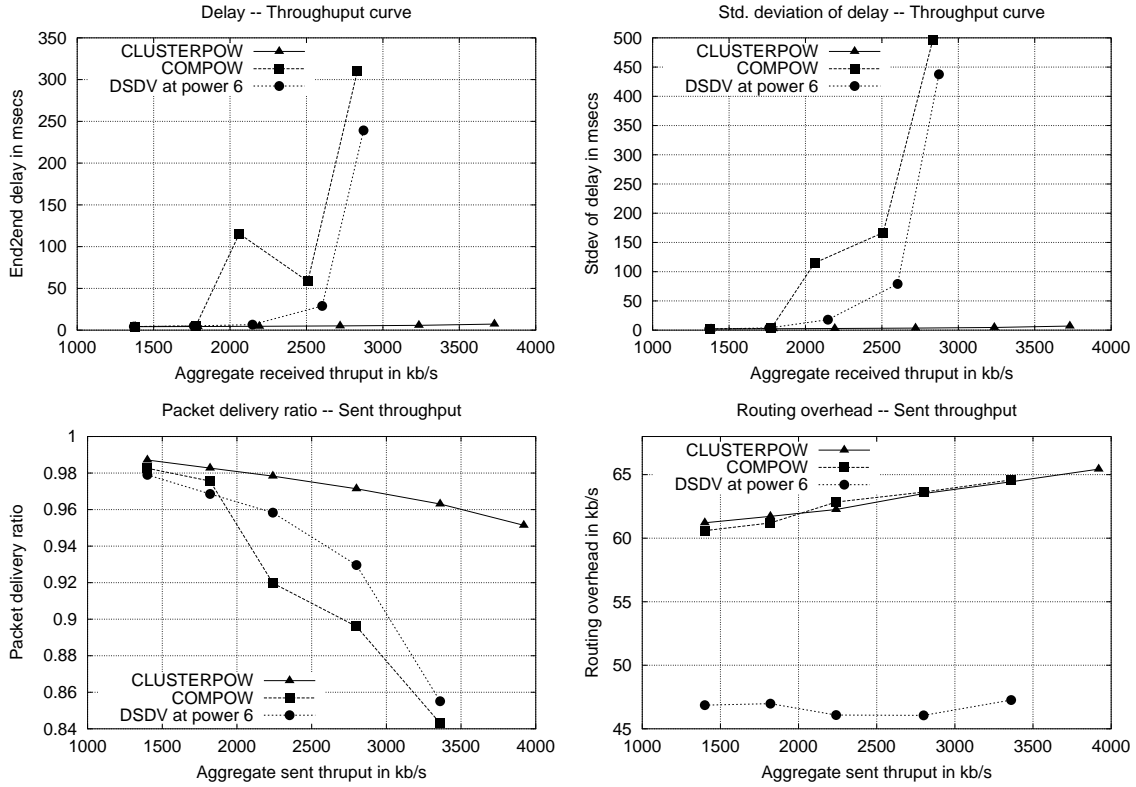 Delay -- Throughuput curve
350
300
250
200
150
100
50
0
1000 1500 2000 2500 3000 3500 4000
End2end delay in msecs
Aggregate received thruput in kb/s
CLUSTERPOW
COMPOW
DSDV at power 6
Std. deviation of delay -- Thruput curve
500
450
400
350
300
250
200
150
100
50
0
1000 1500 2000 2500 3000 3500 4000
Stdev of delay in msecs
Aggregate received thruput in kb/s
CLUSTERPOW
COMPOW
DSDV at power 6
Packet delivery ratio -- Sent throughput
1
0.98
0.96
0.94
0.92
0.9
0.88
0.86
0.84
1000 1500 2000 2500 3000 3500 4000
Packet delivery ratio
Aggregate sent thruput in kb/s
CLUSTERPOW
COMPOW
DSDV at power 6
Routing overhead -- Sent throughput
65
60
55
50
45
1000 1500 2000 2500 3000 3500 4000
Routing overhead in kb/s
Aggregate sent thruput in kb/s
CLUSTERPOW
COMPOW
DSDV at power 6